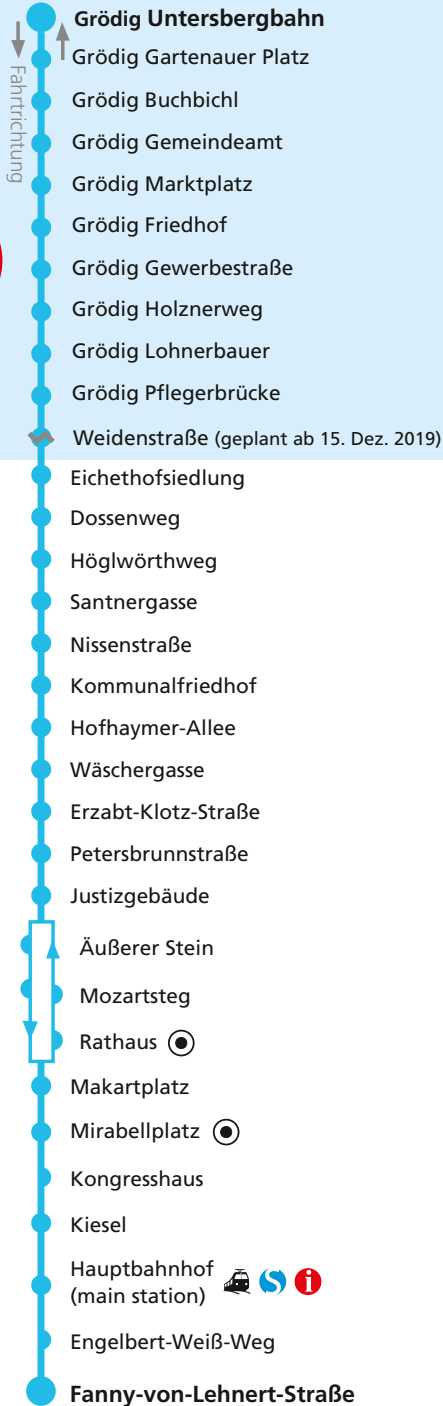 Grödig Untersbergbahn
Fahrtrichtung
Grödig Gartenauer Platz
Grödig Buchbichl
Grödig Gemeindeamt
Grödig Marktplatz
Grödig Friedhof
Grödig Gewerbestraße
Grödig Holznerweg
Grödig Lohnerbauer
Grödig Pflegerbrücke
Weidenstraße (geplant ab 15. Dez. 2019)
Eichethofsiedlung
Dossenweg
Höglwörthweg
Santnergasse
Nissenstraße
Kommunalfriedhof
Hofhaymer-Allee
Wäschergasse
Erzabt-Klotz-Straße
Petersbrunnstraße
Justizgebäude
Äußerer Stein
Mozartsteg
Rathaus
Makartplatz
Mirabellplatz
Kongresshaus
Kiesel
Hauptbahnhof
(main station) S i
Engelbert-Weiß-Weg
Fanny-von-Lehnert-Straße